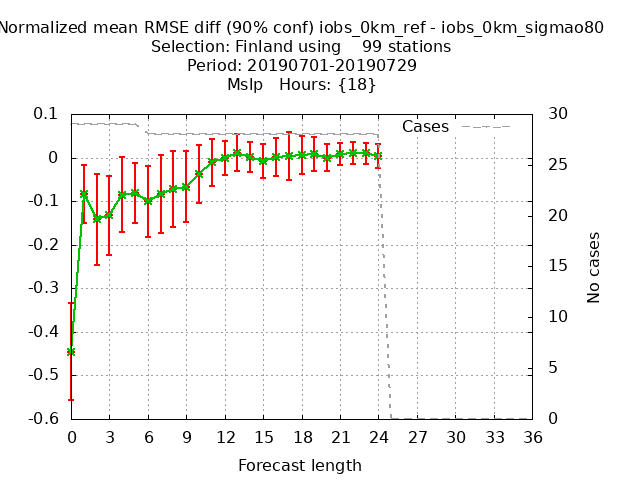 Normalized mean RMSE diff (90% conf) iobs_0km_ref - iobs_0km_sigmao80
Selection: Finland using    99 stations
Period: 20190701-20190729
Mslp   Hours: {18}
Cases
0.1
0
-0.1
-0.2
-0.3
-0.4
-0.5
-0.6
30
25
20
15
10
5
0
No cases
0 3 6 9 12 15 18 21 24 27 30 33 36
Forecast length